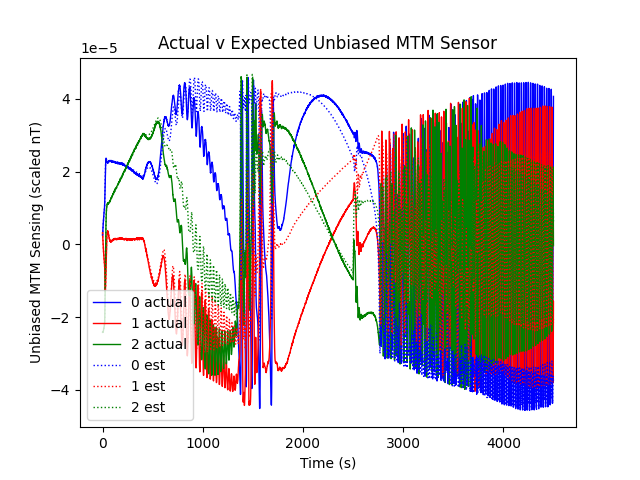 Actual v Expected Unbiased MTM Sensor
1e−5
Unbiased MTM Sensing (scaled nT)
4
2
0
−2
−4
0 actual
1 actual
2 actual
0 est
1 est
2 est
0 1000 2000 3000 4000
Time (s)